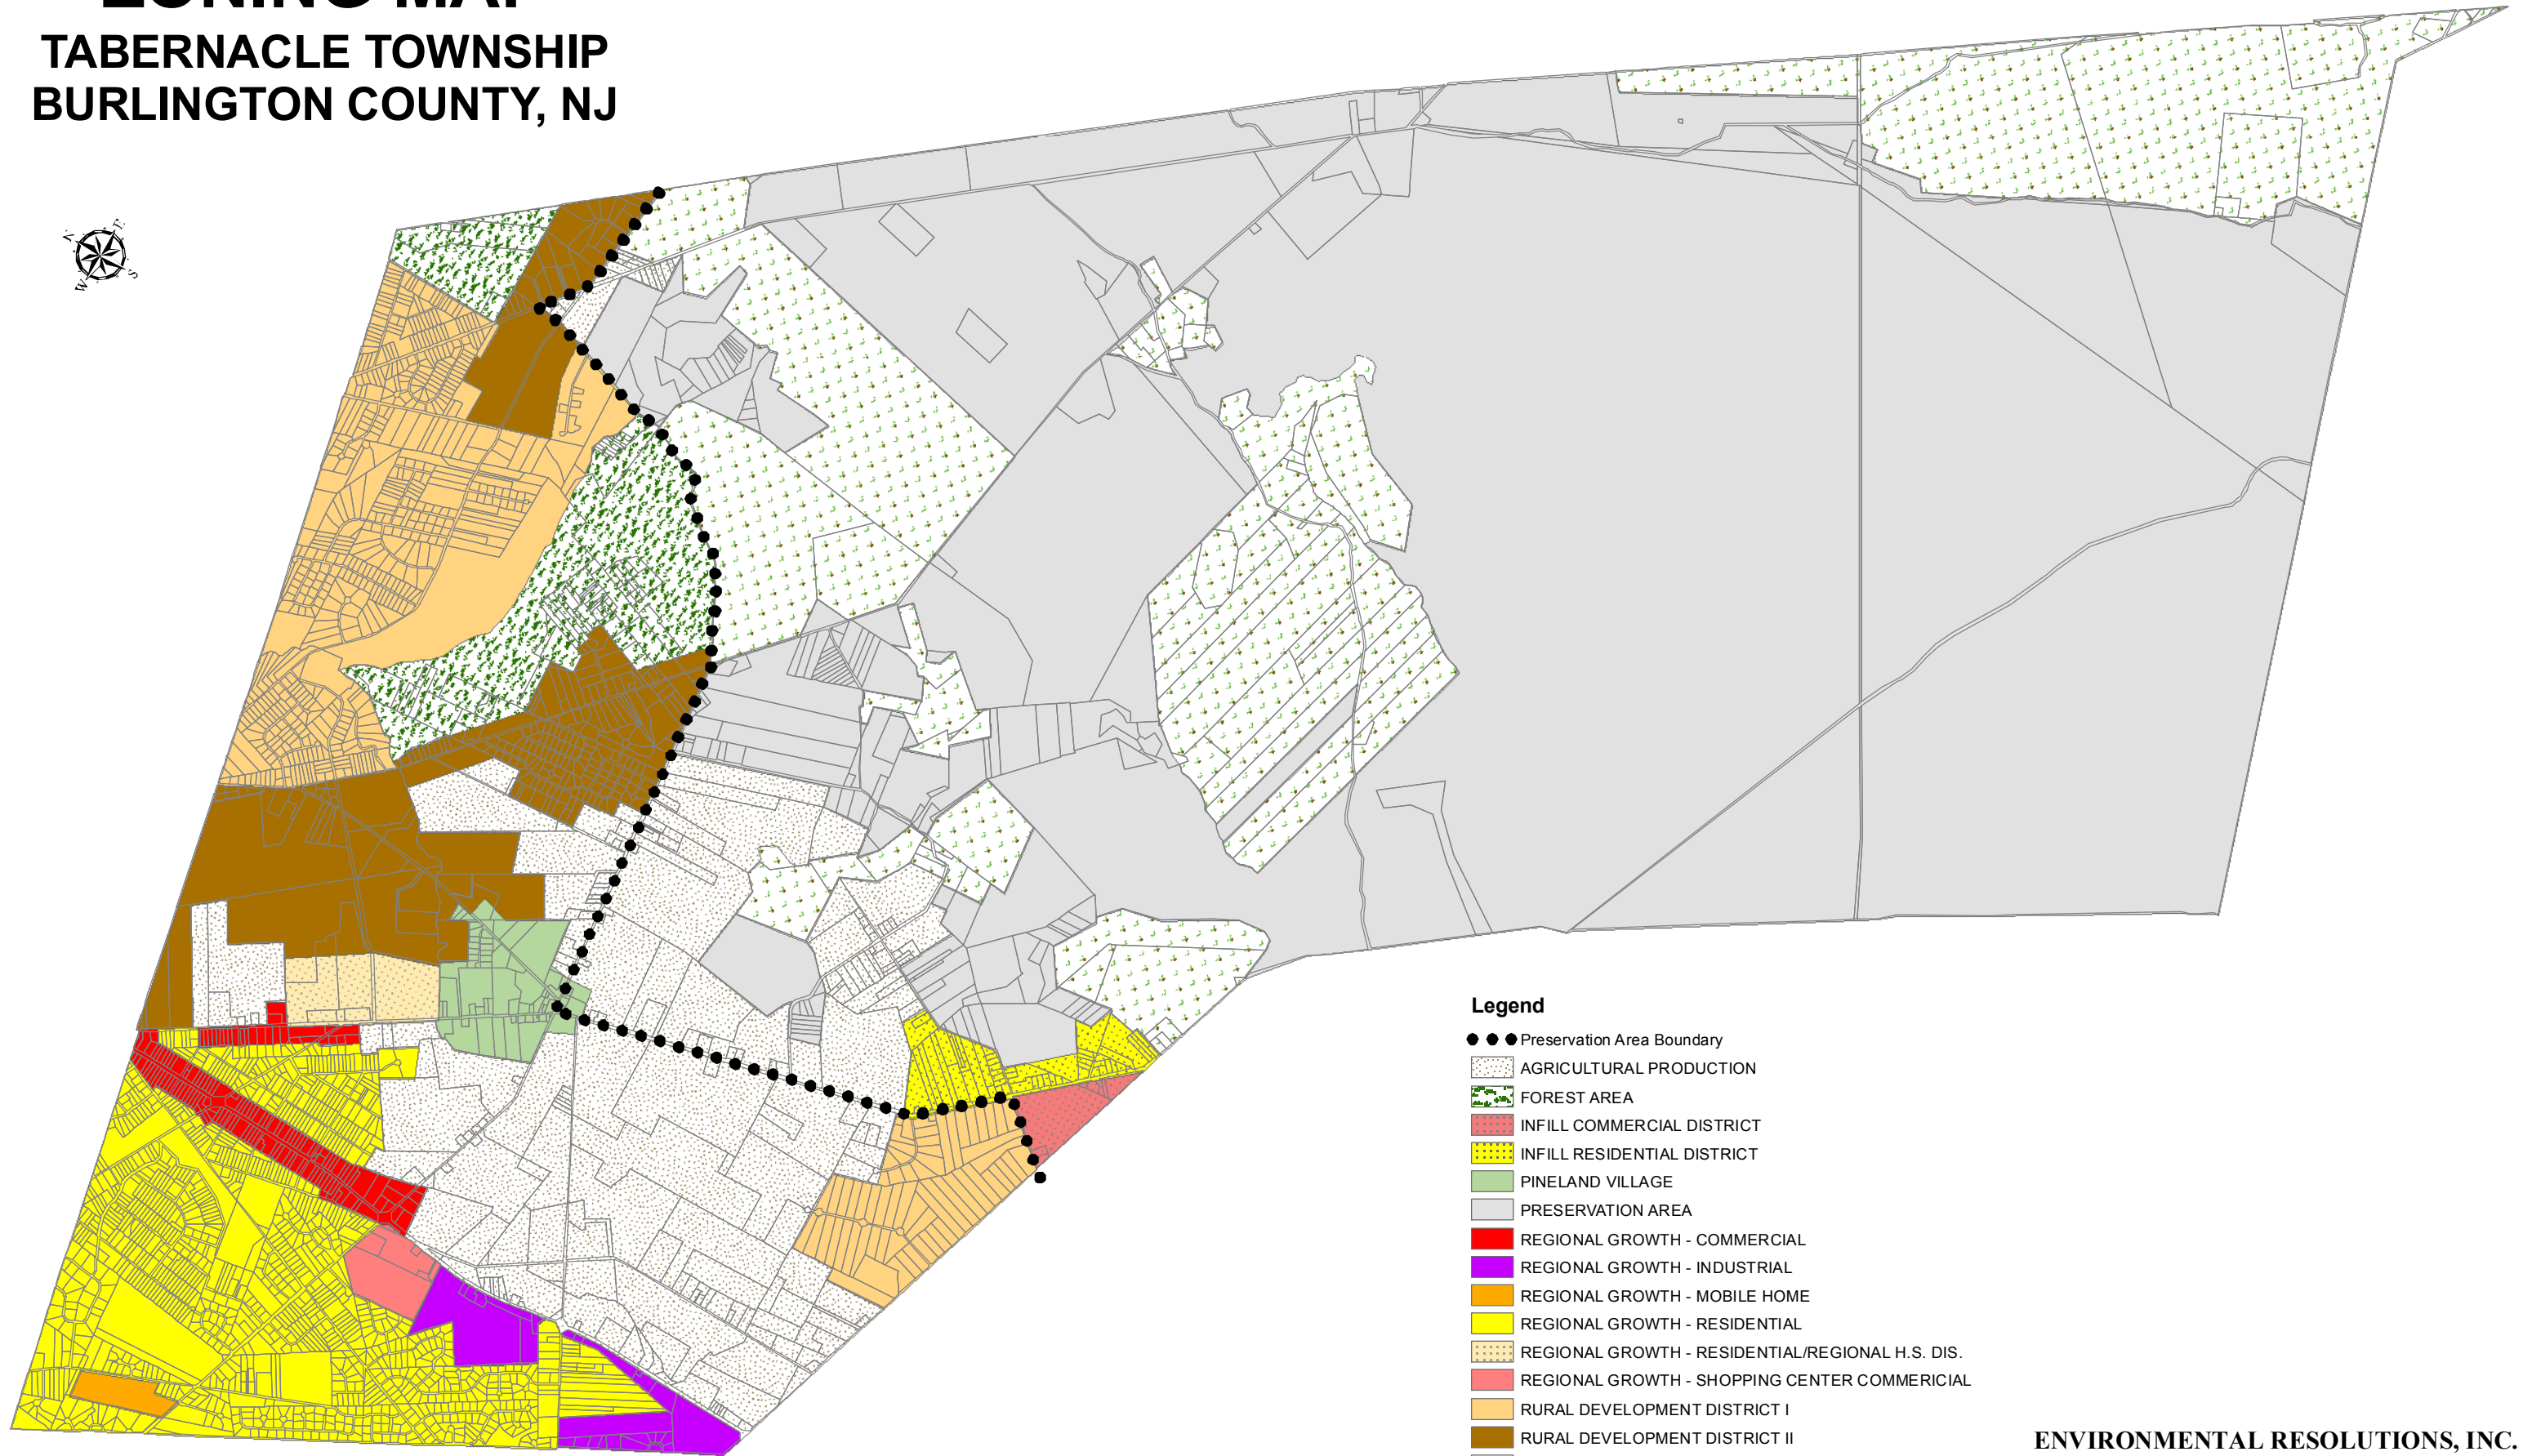 ZONING MAP
TABERNACLE TOWNSHIP
BURLINGTON COUNTY, NJ
N
E
W
S
Legend
Preservation Area Boundary
AGRICULTURAL PRODUCTION
FOREST AREA
INFILL COMMERCIAL DISTRICT
INFILL RESIDENTIAL DISTRICT
PINELAND VILLAGE
PRESERVATION AREA
REGIONAL GROWTH - COMMERCIAL
REGIONAL GROWTH - INDUSTRIAL
REGIONAL GROWTH - MOBILE HOME
REGIONAL GROWTH - RESIDENTIAL
REGIONAL GROWTH - RESIDENTIAL/REGIONAL H.S. DIS.
REGIONAL GROWTH - SHOPPING CENTER COMMERICIAL
RURAL DEVELOPMENT DISTRICT I
RURAL DEVELOPMENT DISTRICT II
ENVIRONMENTAL RESOLUTIONS, INC.